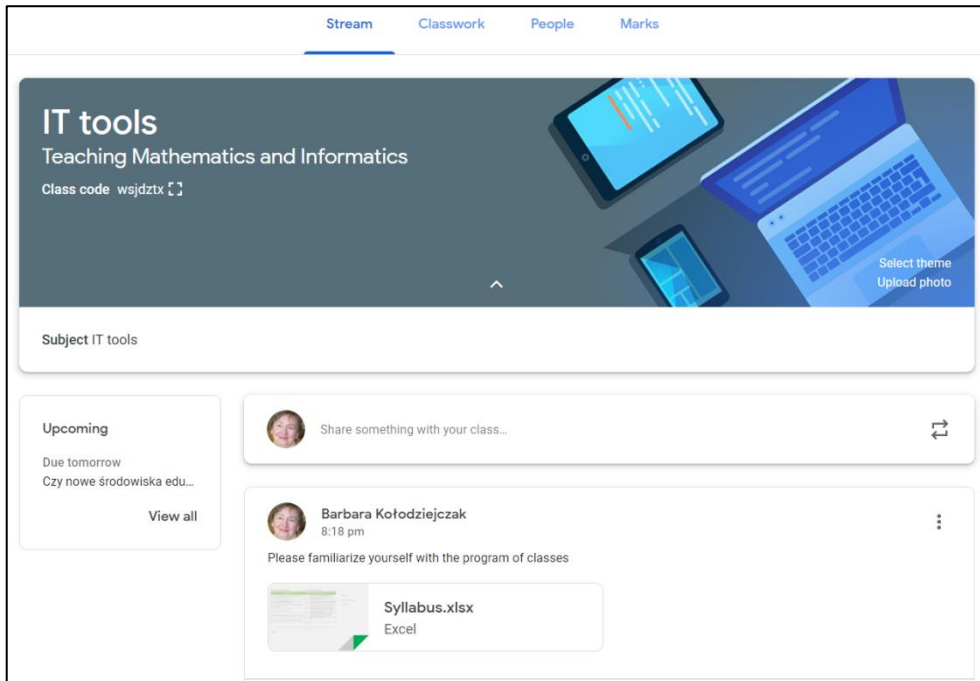 Stream Classwork People Marks
IT tools
Teaching Mathematics and Informatics
Class code wsjdztx
Select theme
Upload photo
Subject IT tools
Upcoming
Due tomorrow
Czy nowe środowiska edu...
View all
Share something with your class...
Barbara Kołodziejczak
8:18 pm
Please familiarize yourself with the program of classes
Syllabus.xlsx
Excel